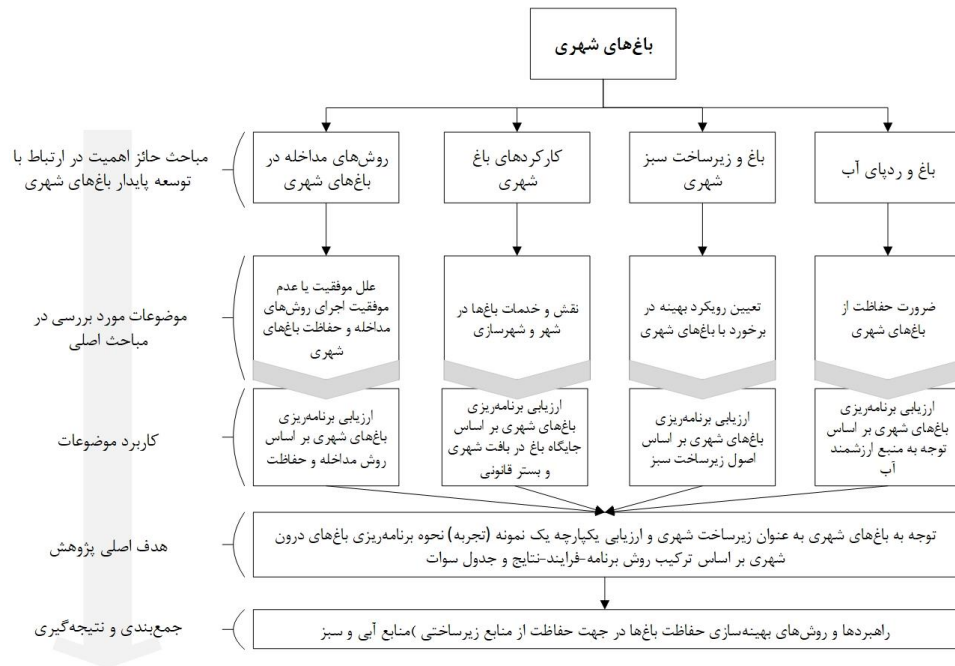 باغ‌های شهری
مباحث حائز اهمیت در ارتباط با
توسعه پایدار باغ‌های شهری
روش‌های مداخله در
باغ‌های شهری
کارکردهای باغ
شهری
باغ و زیرساخت سبز
شهری
باغ و ردپای آب
موضوعات مورد بررسی در
مباحث اصلی
علل موفقیت یا عدم
موفقیت اجرای روش‌های
مداخله و حفاظت باغ‌های
شهری
نقش و خدمات باغ‌ها در
شهر و شهرسازی
تعیین رویکرد بهینه در
برخورد با باغ‌های شهری
ضرورت حفاظت از
باغ‌های شهری
کاربرد موضوعات
ارزیابی برنامه‌ریزی
باغ‌های شهری بر اساس
روش مداخله و حفاظت
ارزیابی برنامه‌ریزی
باغ‌های شهری بر اساس
جایگاه باغ در بافت شهری
و بستر قانونی
ارزیابی برنامه‌ریزی
باغ‌های شهری بر اساس
اصول زیرساخت سبز
ارزیابی برنامه‌ریزی
باغ‌های شهری بر اساس
توجه به منبع ارزشمند
آب
هدف اصلی پژوهش
توجه به باغ‌های شهری به عنوان زیرساخت شهری و ارزیابی یکپارچه یک نمونه (تجربه) نحوه برنامه‌ریزی باغ‌های درون
شهری بر اساس ترکیب روش برنامه-فرایند-نتایج و جدول سوات
جمع‌بندی و نتیجه‌گیری
راهبردها و روش‌های بهینه‌سازی حفاظت باغ‌ها در جهت حفاظت از منابع زیرساختی )منابع آبی و سبز